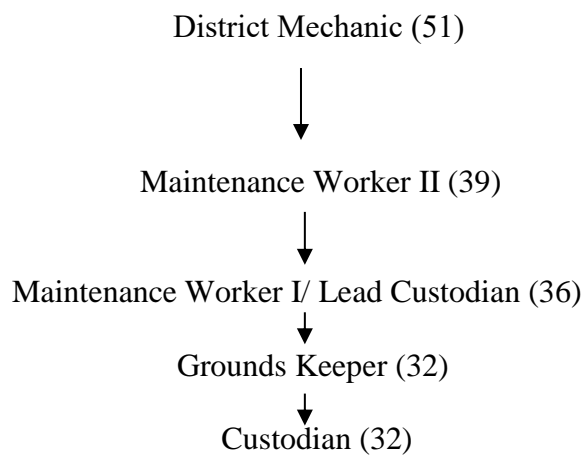 District Mechanic (51)
Maintenance Worker II (39)
Maintenance Worker I/ Lead Custodian (36)
Grounds Keeper (32)
Custodian (32)